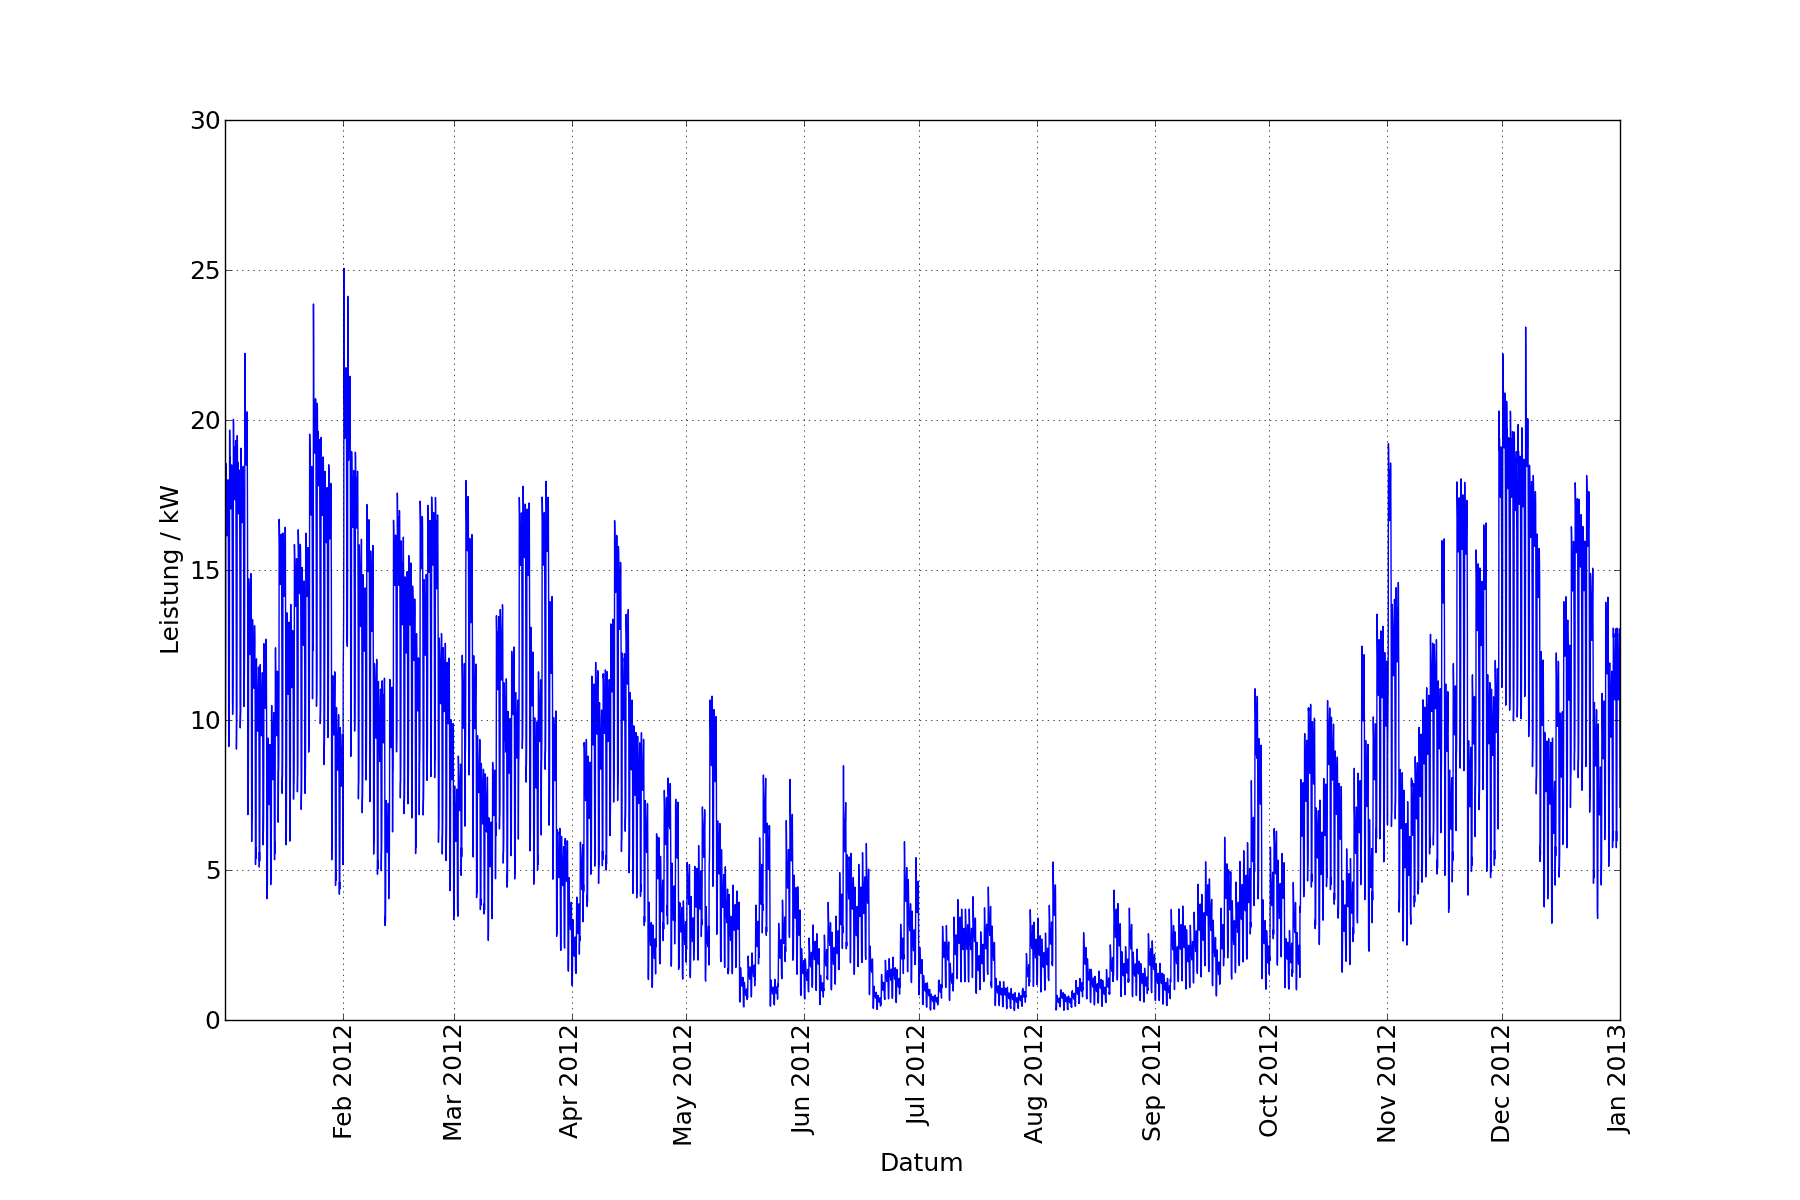 30
25
20
15
10
5
0
Leistung / kW
Feb 2012
Mar 2012
Apr 2012
May 2012
Jun 2012
Jul 2012
Aug 2012
Sep 2012
Oct 2012
Nov 2012
Dec 2012
Jan 2013
Datum